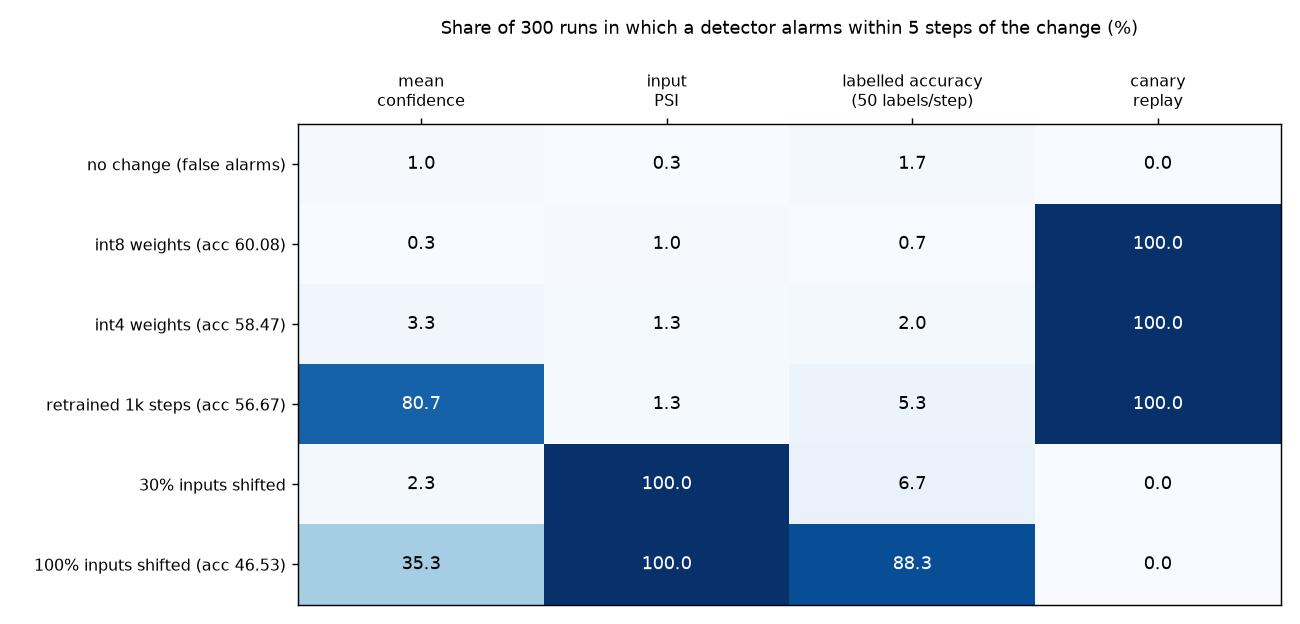 Share of 300 runs in which a detector alarms within 5 steps of the change (%)
mean confidence
input PSI
labelled accuracy (50 labels/step)
canary replay
no change (false alarms) 1.0 0.3 1.7 0.0
int8 weights (acc 60.08) 0.3 1.0 0.7 100.0
int4 weights (acc 58.47) 3.3 1.3 2.0 100.0
retrained 1k steps (acc 56.67) 80.7 1.3 5.3 100.0
30% inputs shifted 2.3 100.0 6.7 0.0
100% inputs shifted (acc 46.53) 35.3 100.0 88.3 0.0